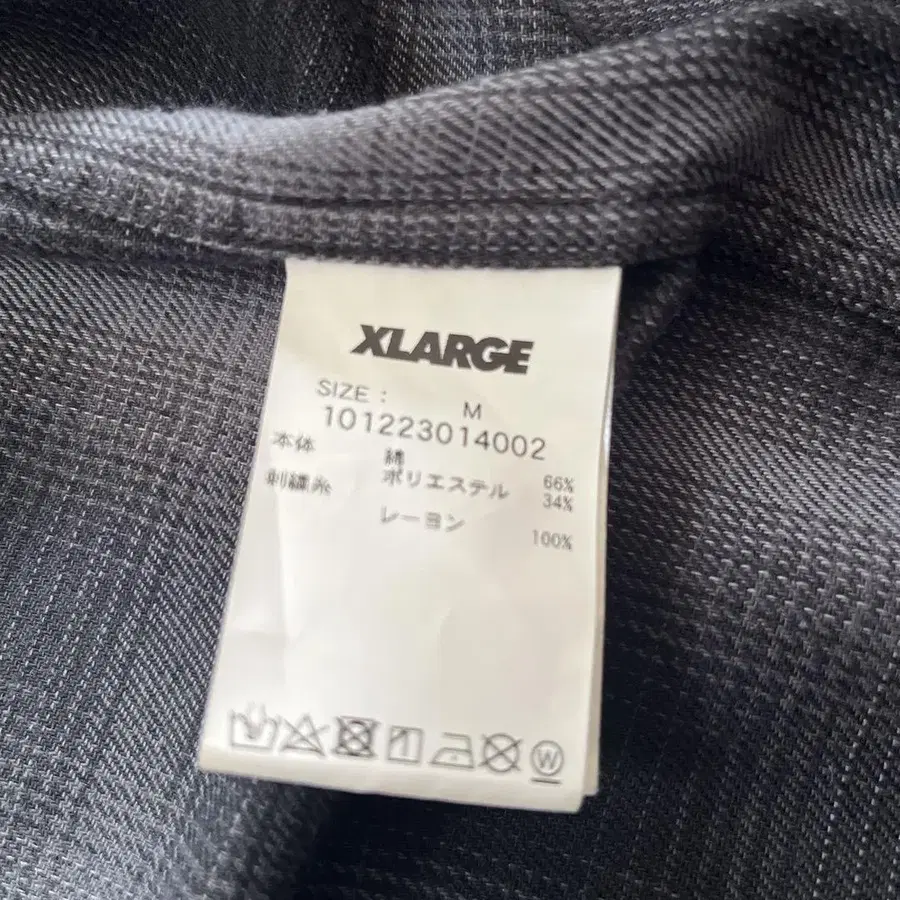 XLARGE
SIZE : M
101223014002
本体 綿 66%
ポリエステル 34%
刺繍糸 レーヨン 100%
W